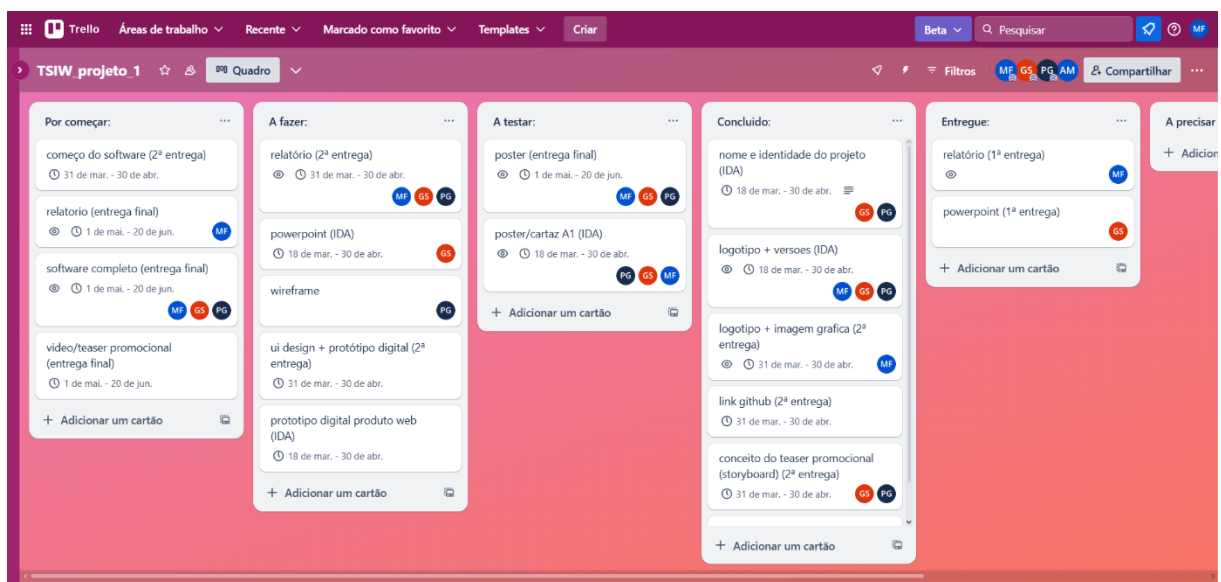 Trello Áreas de trabalho Recente Marcado como favorito Templates Criar Beta Pesquisar MF
TSIW_projeto_1 Quadro Filtros MF GS PG AM Compartilhar
Por começar:
começo do software (2ª entrega)
31 de mar. - 30 de abr.
relatorio (entrega final)
1 de mai. - 20 de jun. MF
software completo (entrega final)
1 de mai. - 20 de jun.
MF GS PG
video/teaser promocional
(entrega final)
1 de mai. - 20 de jun.
+ Adicionar um cartão
A fazer:
relatório (2ª entrega)
31 de mar. - 30 de abr.
MF GS PG
powerpoint (IDA)
18 de mar. - 30 de abr. GS
wireframe
PG
ui design + protótipo digital (2ª
entrega)
31 de mar. - 30 de abr.
prototipo digital produto web
(IDA)
18 de mar. - 30 de abr.
+ Adicionar um cartão
A testar:
poster (entrega final)
1 de mai. - 20 de jun.
MF GS PG
poster/cartaz A1 (IDA)
18 de mar. - 30 de abr.
PG GS MF
+ Adicionar um cartão
Concluido:
nome e identidade do projeto
(IDA)
18 de mar. - 30 de abr.
GS PG
logotipo + versoes (IDA)
18 de mar. - 30 de abr.
MF GS PG
logotipo + imagem grafica (2ª
entrega)
31 de mar. - 30 de abr. MF
link github (2ª entrega)
31 de mar. - 30 de abr.
conceito do teaser promocional
(storyboard) (2ª entrega)
31 de mar. - 30 de abr. GS PG
+ Adicionar um cartão
Entregue:
relatório (1ª entrega)
MF
powerpoint (1ª entrega)
GS
+ Adicionar um cartão
A precisar
+ Adicion